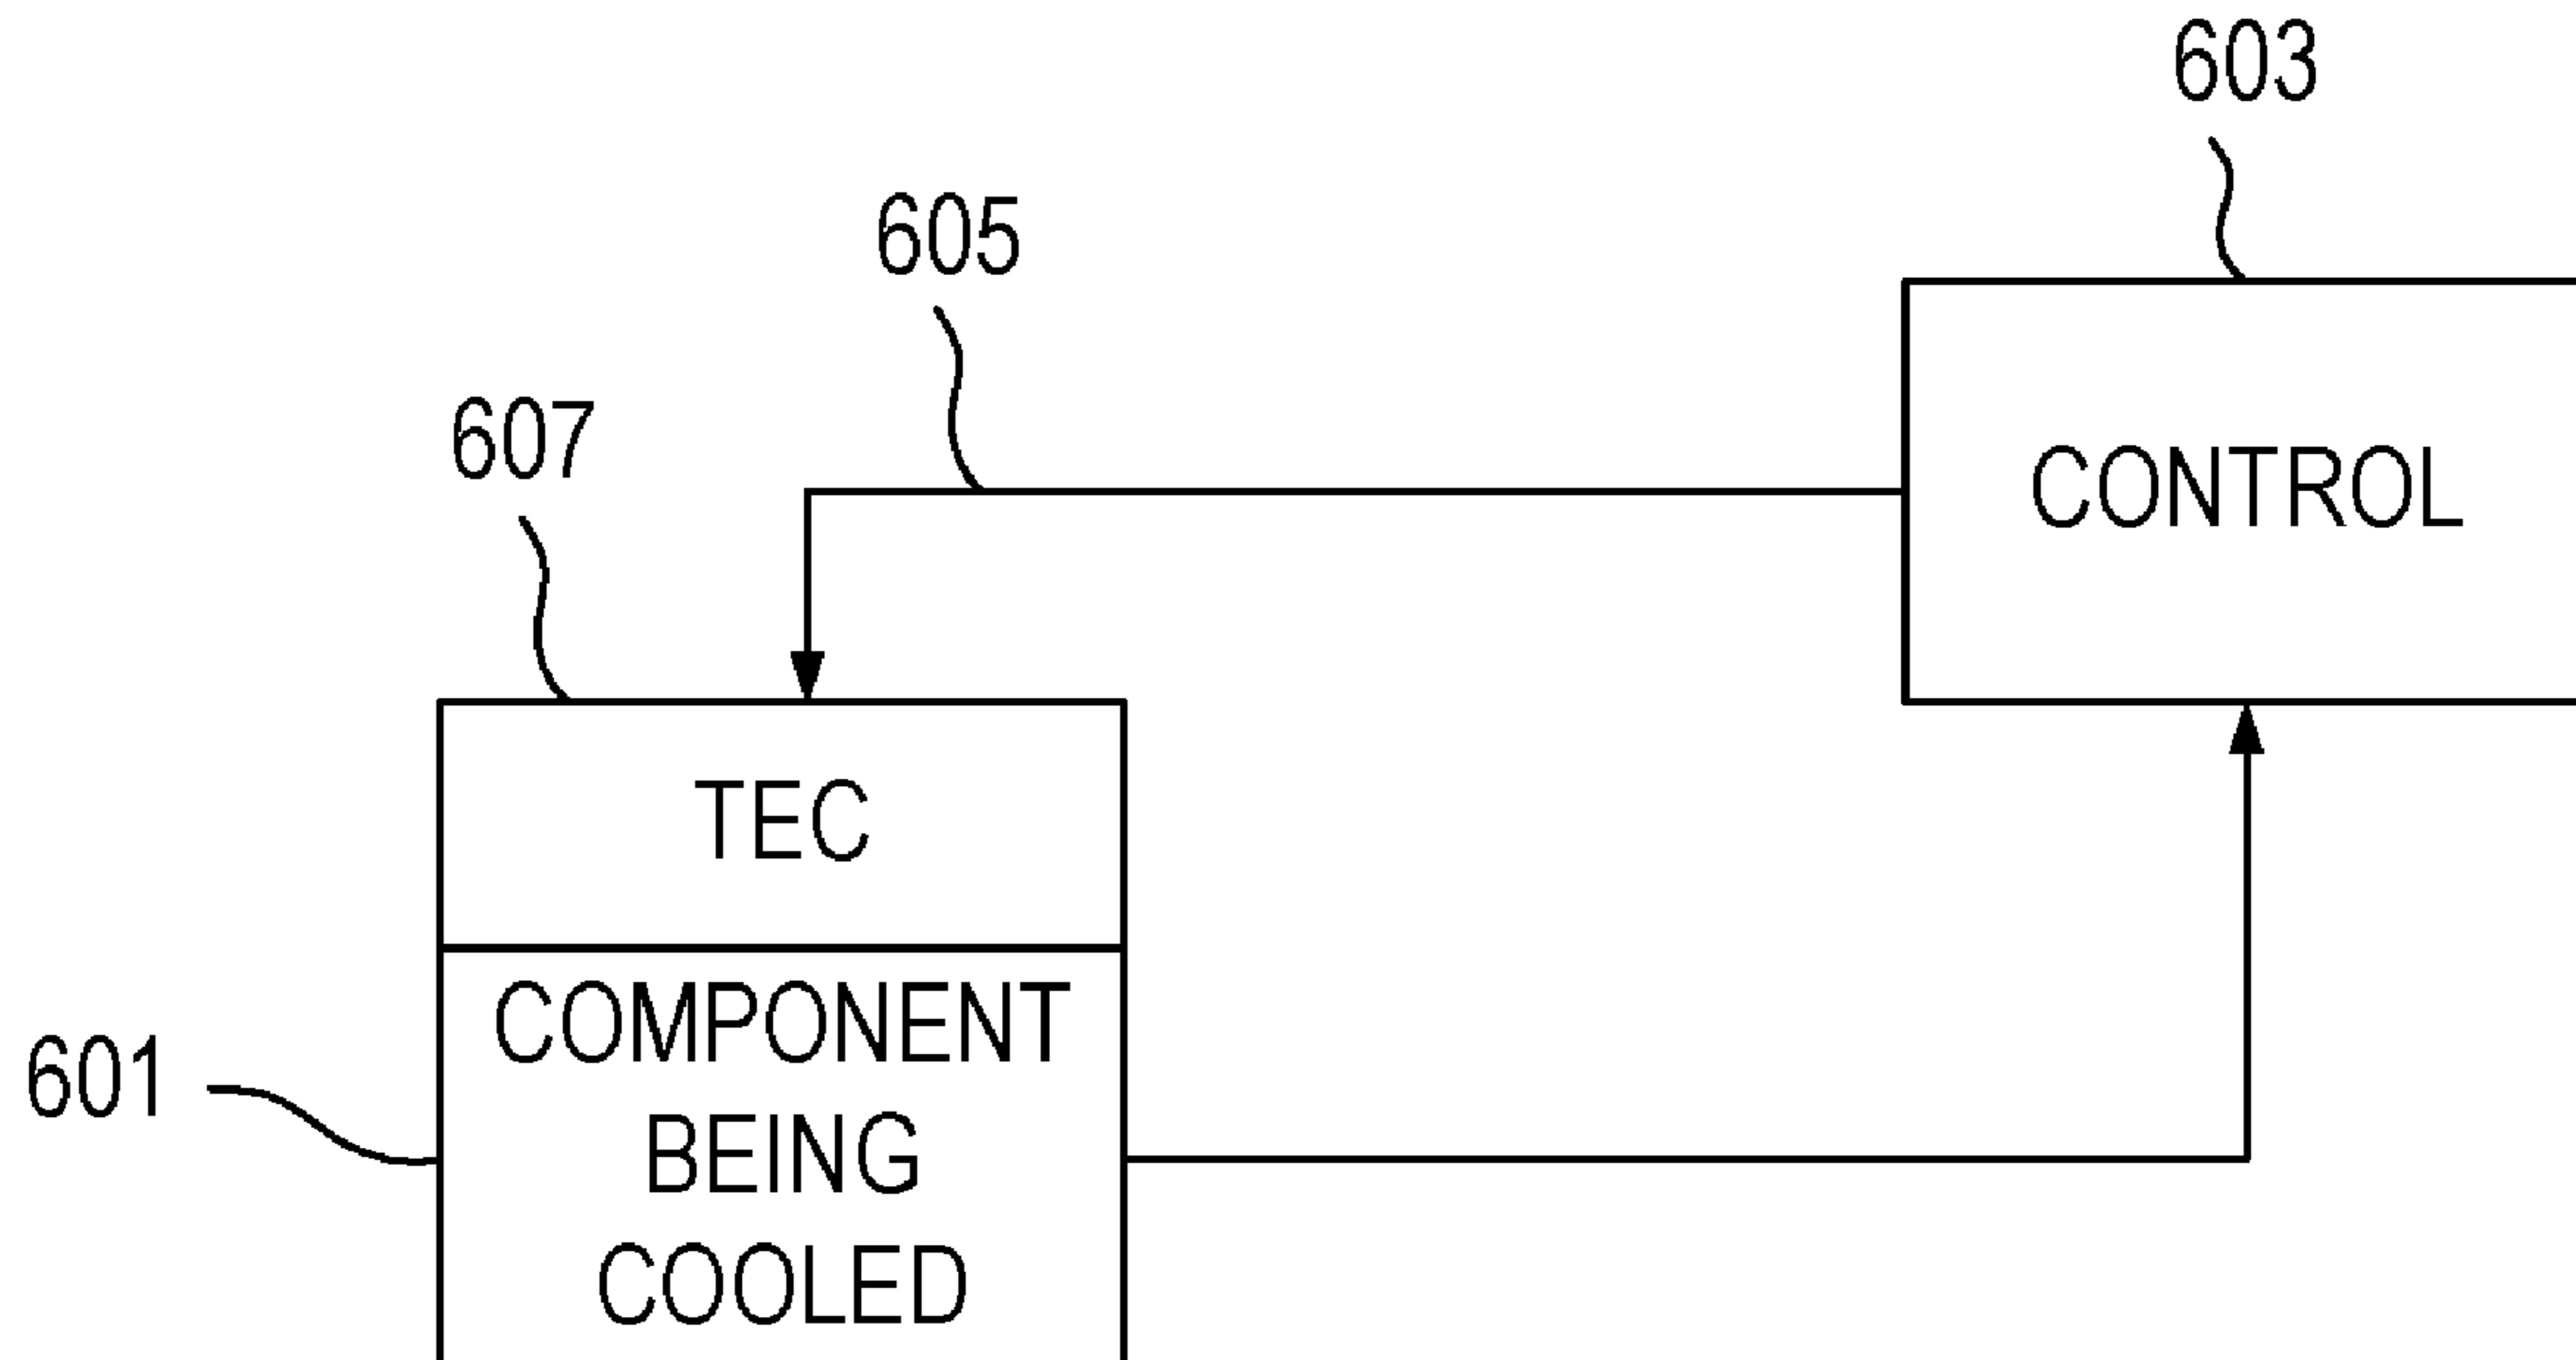 603
605
607
CONTROL
TEC
COMPONENT
BEING
COOLED
601